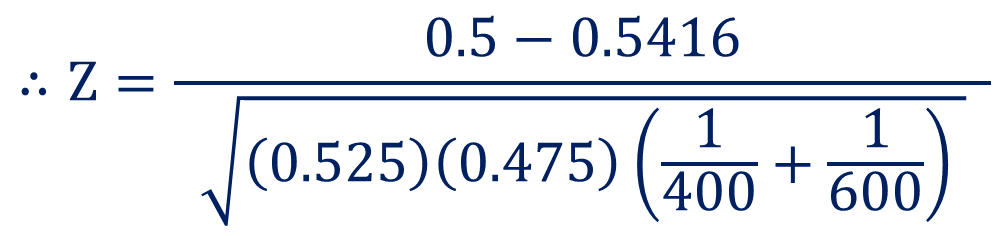 ∴ Z = (0.5 − 0.5416) / √((0.525)(0.475)(1/400 + 1/600))